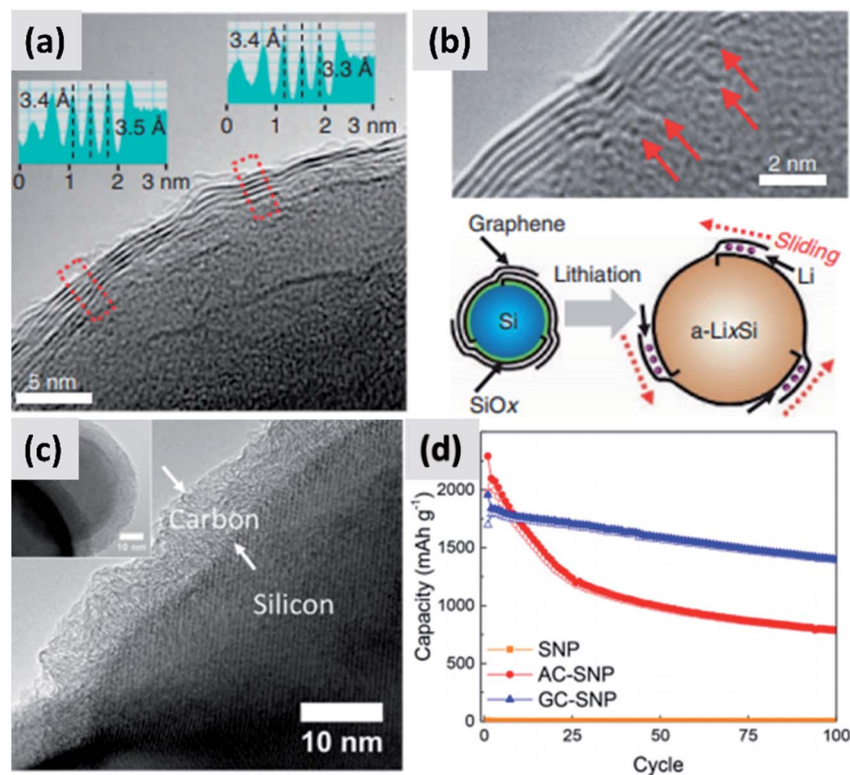 (a)
3.4 Å
3.3 Å
0 1 2 3 nm
3.4 Å
3.5 Å
0 1 2 3 nm
5 nm
(b)
2 nm
Graphene
Lithiation
Sliding
Li
Si
a-LixSi
SiOx
(c)
10 nm
Carbon
Silicon
10 nm
(d)
Capacity (mAh g⁻¹)
2000
1500
1000
500
0
SNP
AC-SNP
GC-SNP
0 25 50 75 100
Cycle